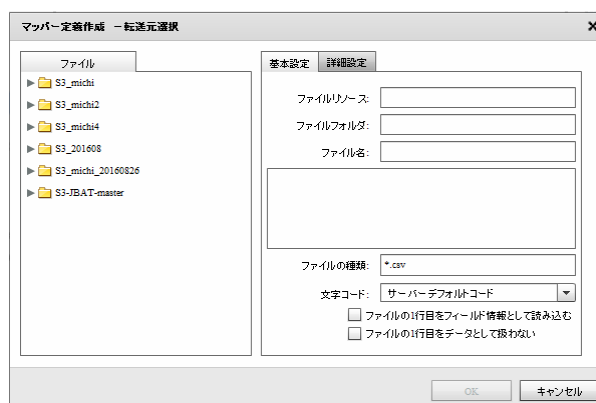 マッパー定義作成 －転送元選択
ファイル
S3_michi
S3_michi2
S3_michi4
S3_201608
S3_michi_20160826
S3-JBAT-master
基本設定 詳細設定
ファイルリソース:
ファイルフォルダ:
ファイル名:
ファイルの種類: *.csv
文字コード: サーバーデフォルトコード
ファイルの1行目をフィールド情報として読み込む
ファイルの1行目をデータとして扱わない
OK キャンセル